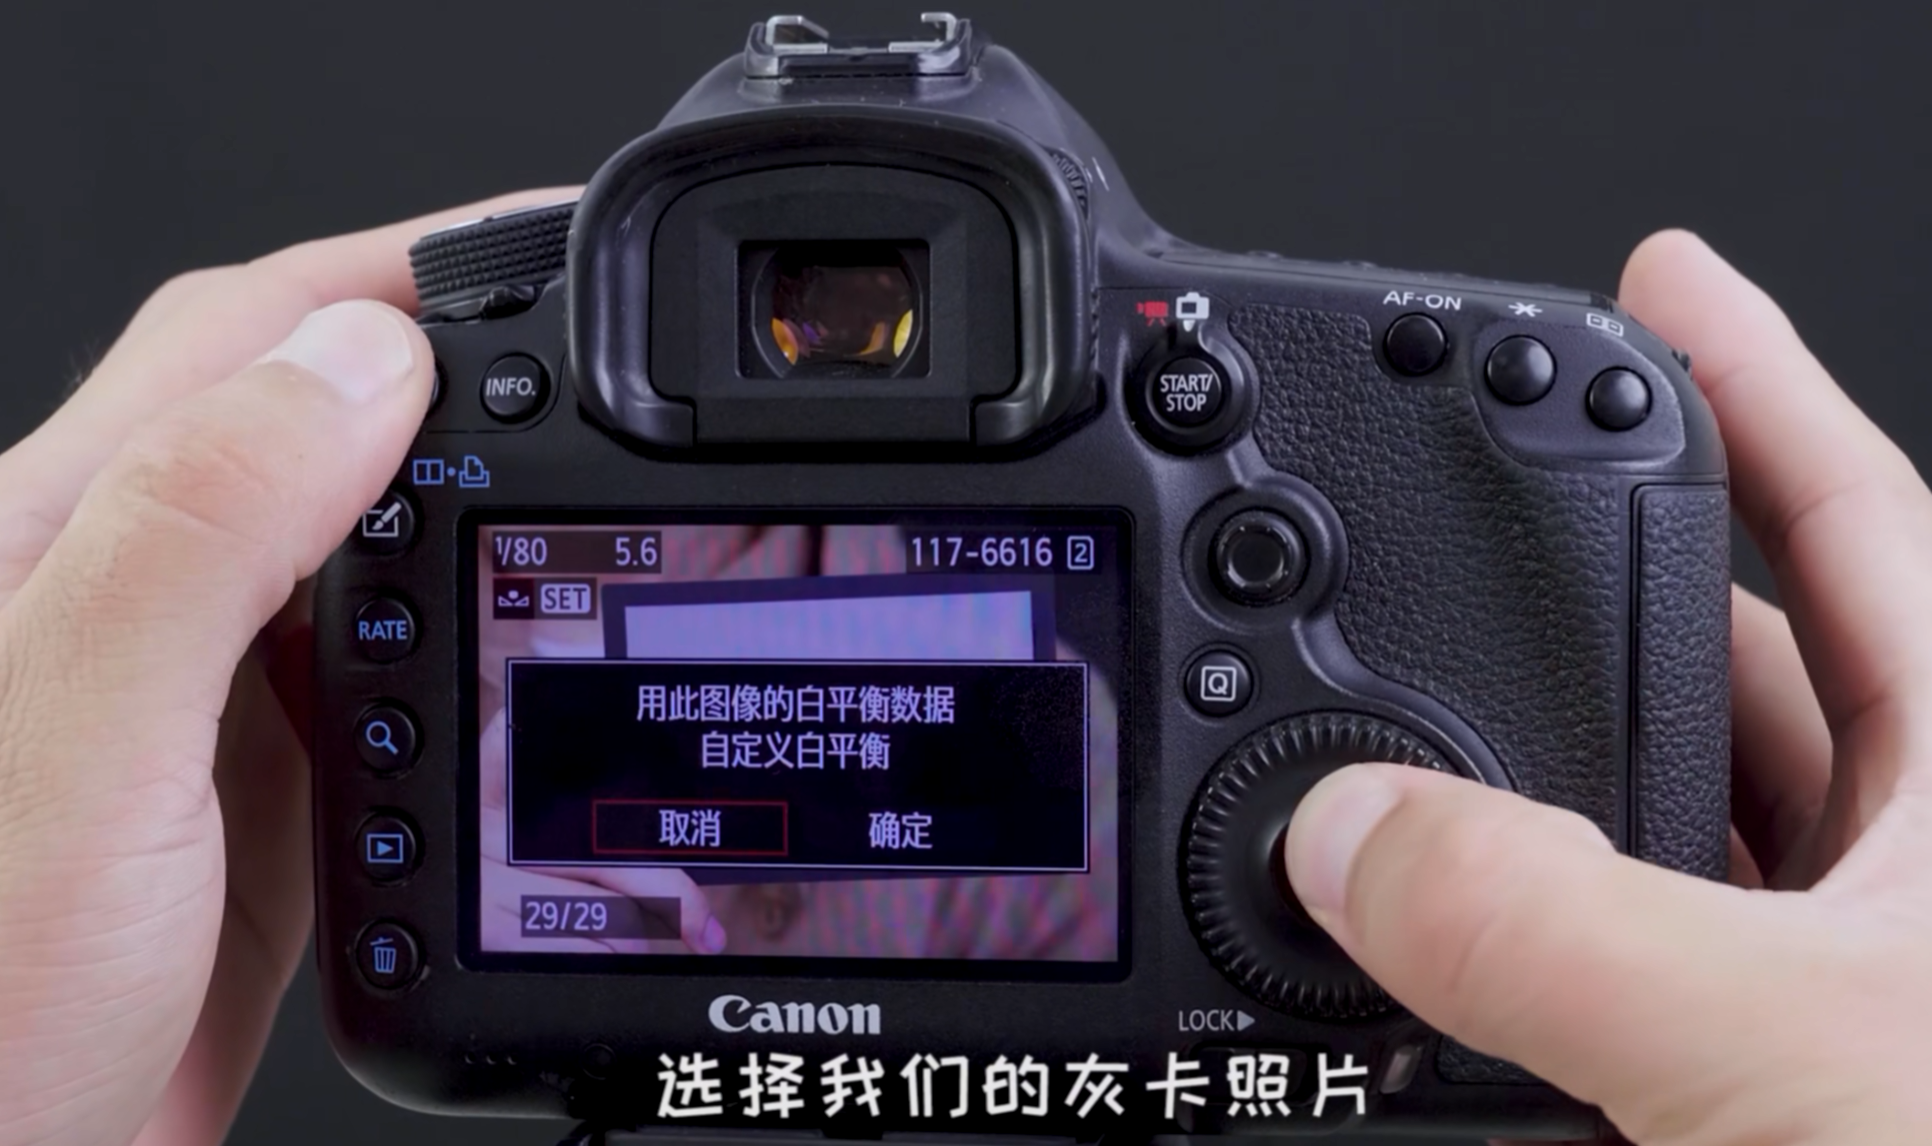 AF-ON
START/
STOP
INFO.
1/80 5.6 117-6616 2
SET
RATE
Q
用此图像的白平衡数据
自定义白平衡
取消 确定
29/29
Canon
LOCK
选择我们的灰卡照片